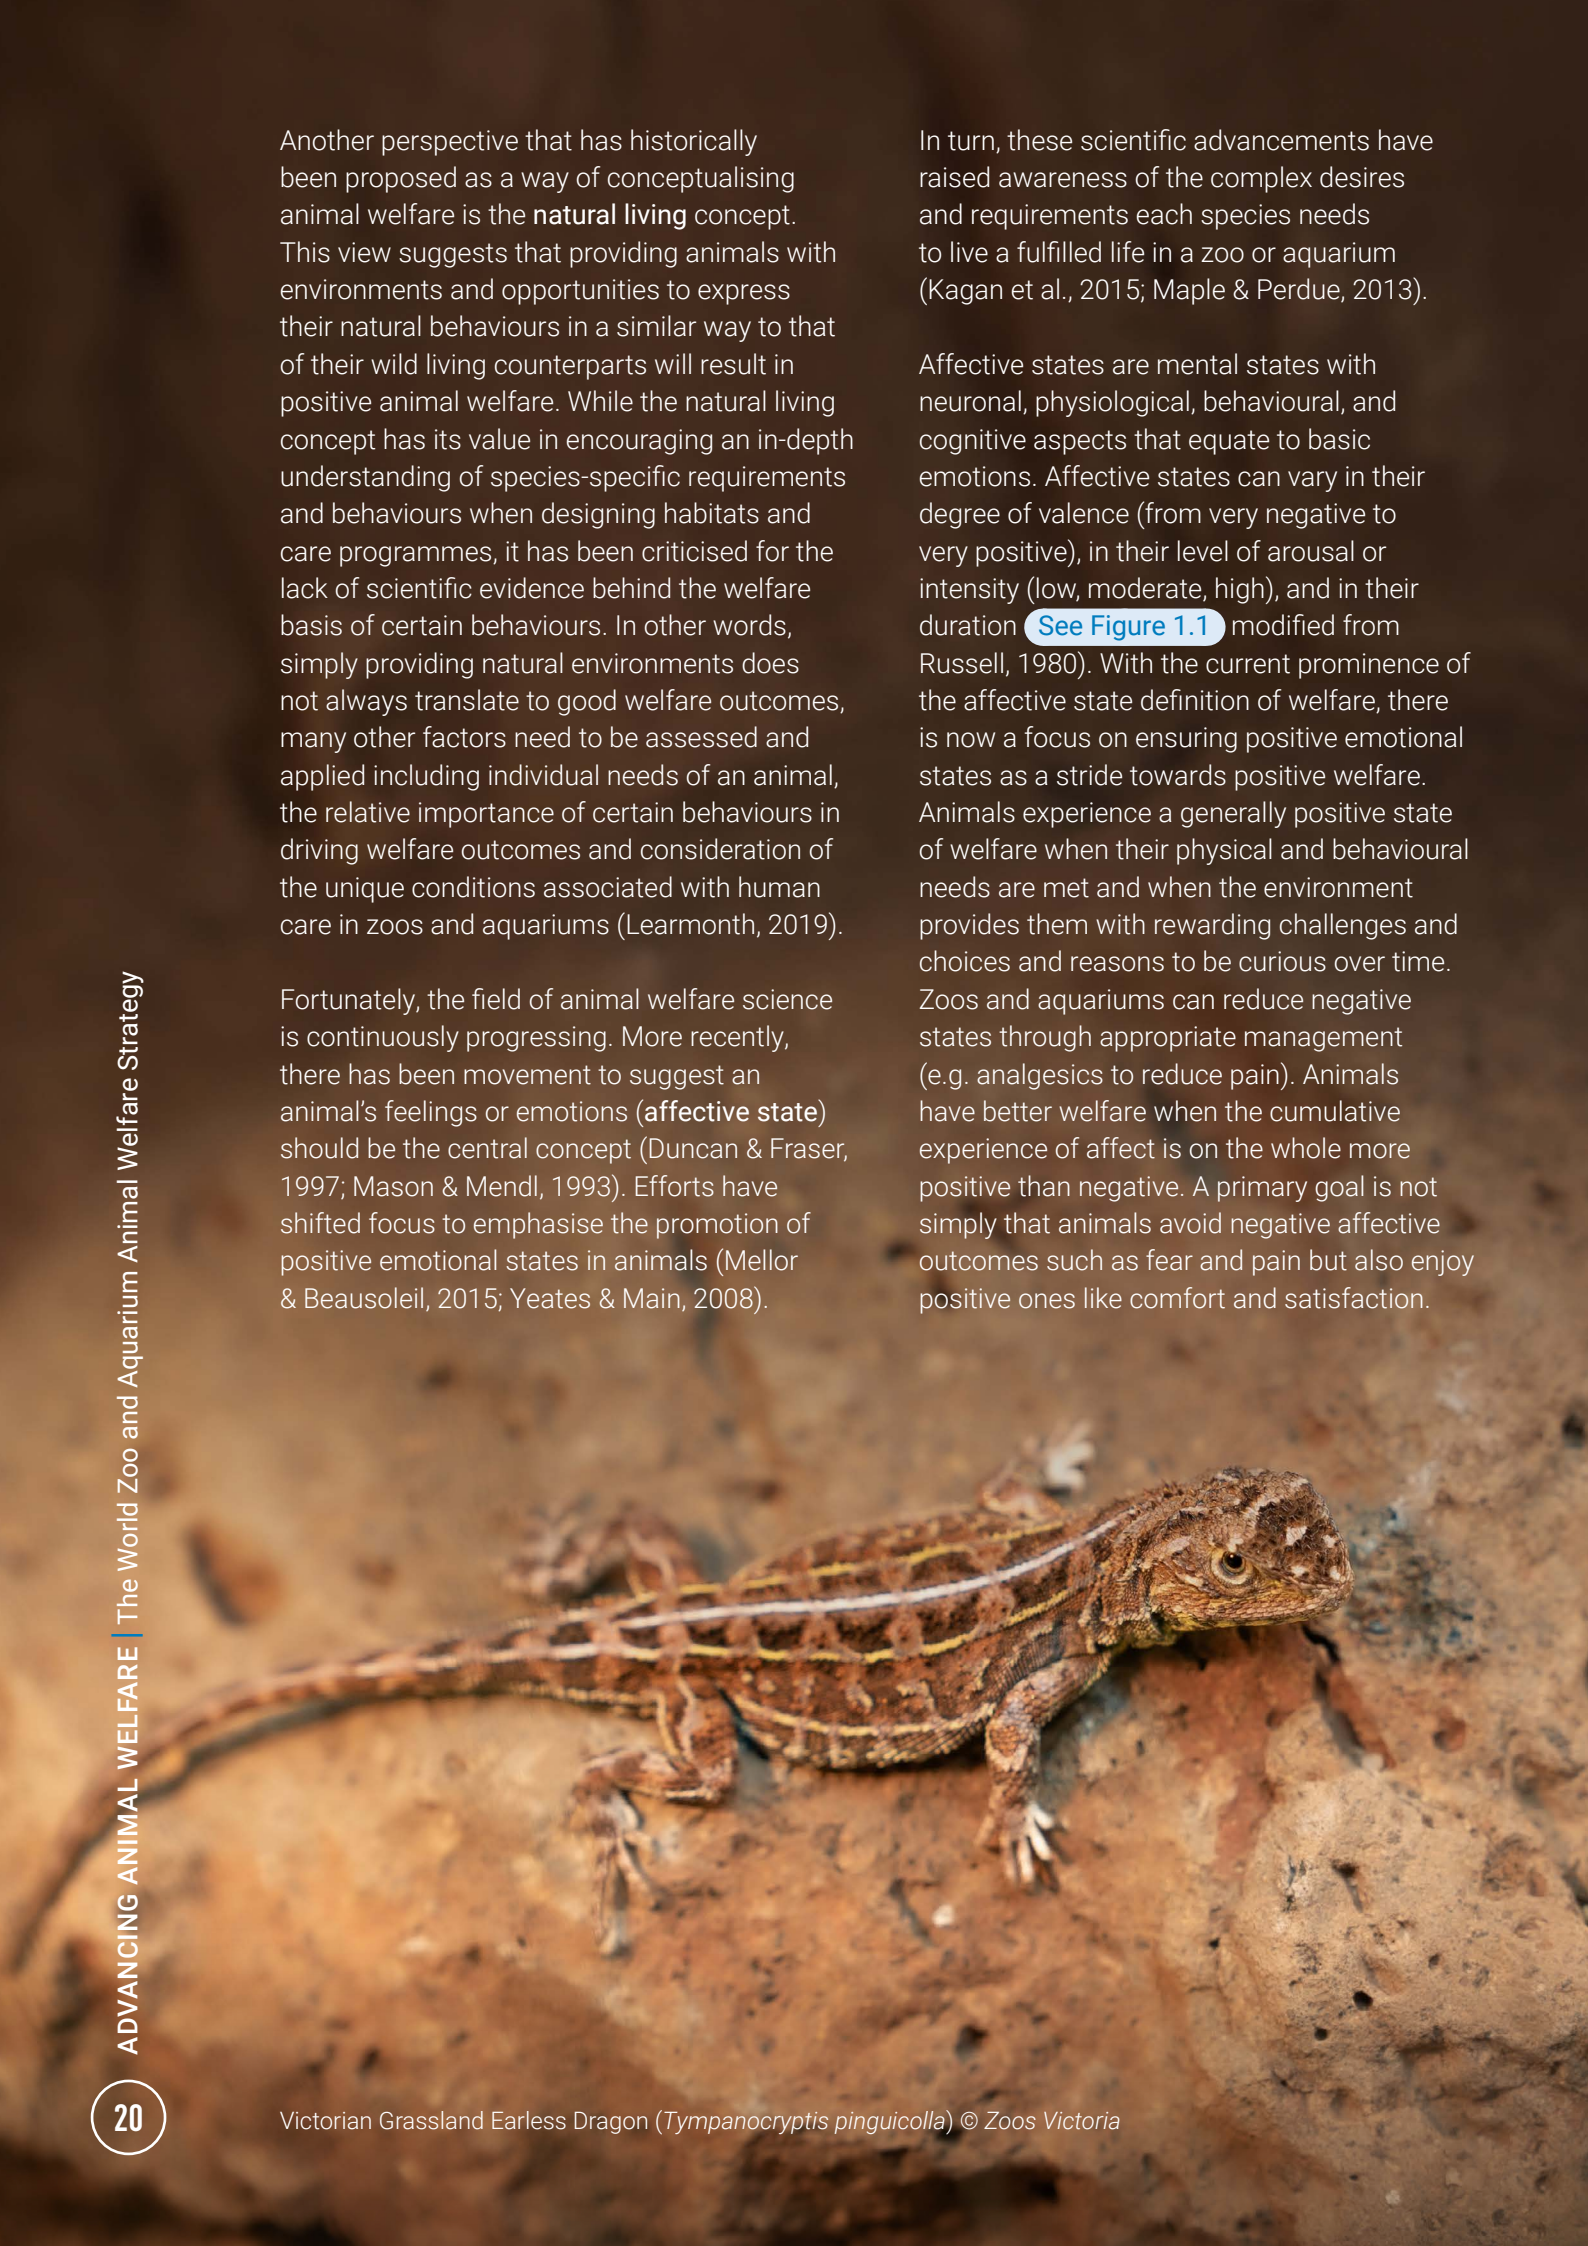 Another perspective that has historically
been proposed as a way of conceptualising
animal welfare is the natural living concept.
This view suggests that providing animals with
environments and opportunities to express
their natural behaviours in a similar way to that
of their wild living counterparts will result in
positive animal welfare. While the natural living
concept has its value in encouraging an in-depth
understanding of species-specific requirements
and behaviours when designing habitats and
care programmes, it has been criticised for the
lack of scientific evidence behind the welfare
basis of certain behaviours. In other words,
simply providing natural environments does
not always translate to good welfare outcomes,
many other factors need to be assessed and
applied including individual needs of an animal,
the relative importance of certain behaviours in
driving welfare outcomes and consideration of
the unique conditions associated with human
care in zoos and aquariums (Learmonth, 2019).
Fortunately, the field of animal welfare science
is continuously progressing. More recently,
there has been movement to suggest an
animal's feelings or emotions (affective state)
should be the central concept (Duncan & Fraser,
1997; Mason & Mendl, 1993). Efforts have
shifted focus to emphasise the promotion of
positive emotional states in animals (Mellor
& Beausoleil, 2015; Yeates & Main, 2008).
In turn, these scientific advancements have
raised awareness of the complex desires
and requirements each species needs
to live a fulfilled life in a zoo or aquarium
(Kagan et al., 2015; Maple & Perdue, 2013).
Affective states are mental states with
neuronal, physiological, behavioural, and
cognitive aspects that equate to basic
emotions. Affective states can vary in their
degree of valence (from very negative to
very positive), in their level of arousal or
intensity (low, moderate, high), and in their
duration See Figure 1.1 modified from
Russell, 1980). With the current prominence of
the affective state definition of welfare, there
is now a focus on ensuring positive emotional
states as a stride towards positive welfare.
Animals experience a generally positive state
of welfare when their physical and behavioural
needs are met and when the environment
provides them with rewarding challenges and
choices and reasons to be curious over time.
Zoos and aquariums can reduce negative
states through appropriate management
(e.g. analgesics to reduce pain). Animals
have better welfare when the cumulative
experience of affect is on the whole more
positive than negative. A primary goal is not
simply that animals avoid negative affective
outcomes such as fear and pain but also enjoy
positive ones like comfort and satisfaction.
ADVANCING ANIMAL WELFARE | The World Zoo and Aquarium Animal Welfare Strategy
20
Victorian Grassland Earless Dragon (Tympanocryptis pinguicolla) © Zoos Victoria